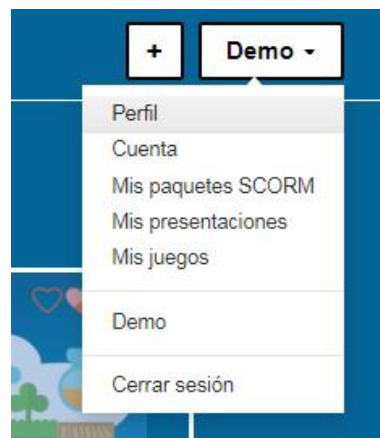 + Demo
Perfil
Cuenta
Mis paquetes SCORM
Mis presentaciones
Mis juegos
Demo
Cerrar sesión